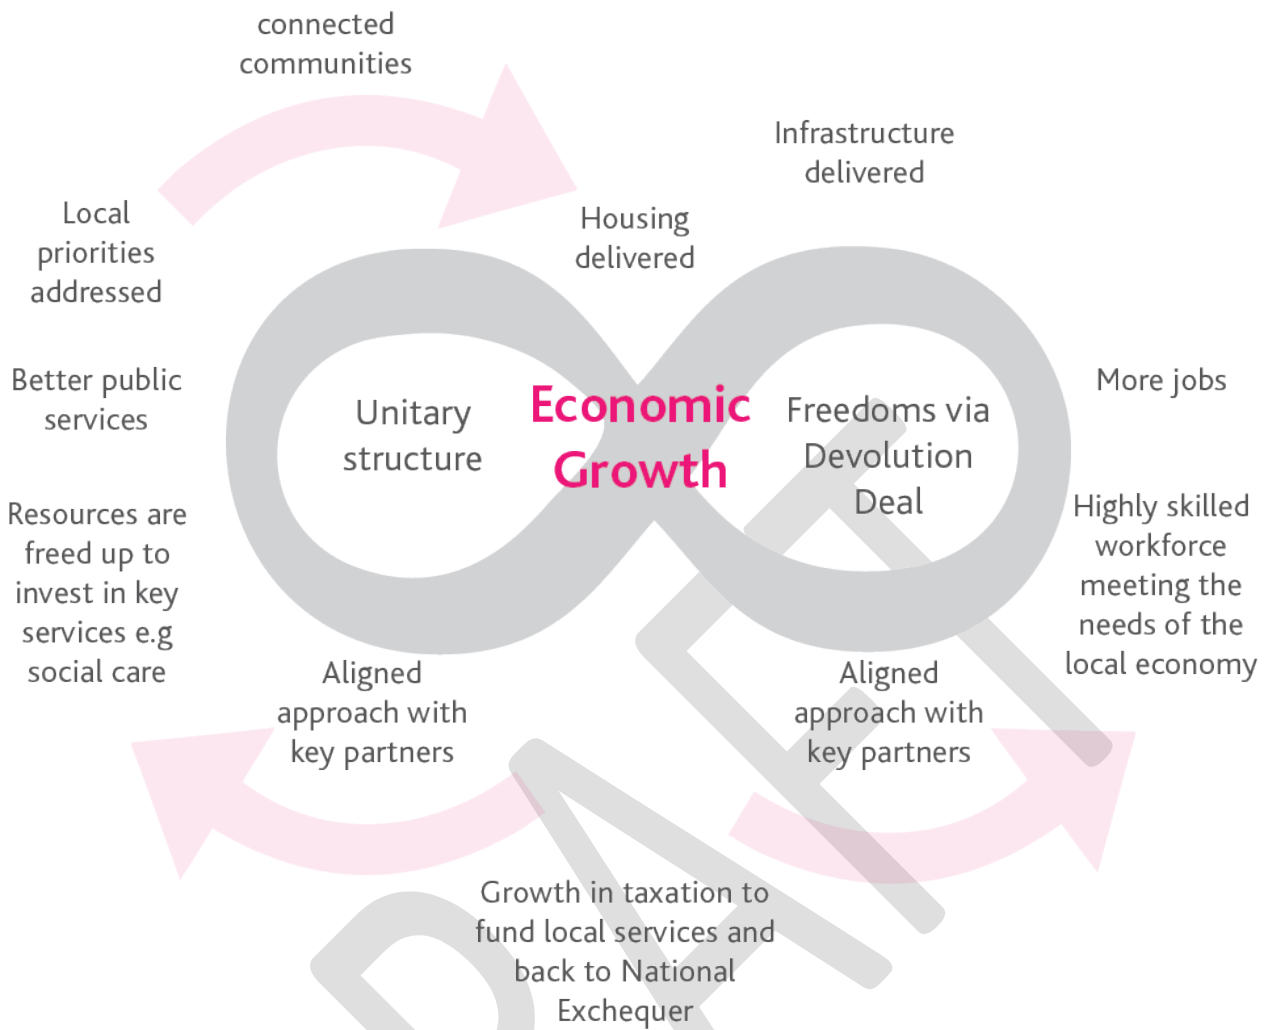 connected
communities
Infrastructure
delivered
Local
priorities
addressed
Housing
delivered
Better public
services
Unitary
structure
Economic
Growth
Freedoms via
Devolution
Deal
More jobs
Resources are
freed up to
invest in key
services e.g
social care
Highly skilled
workforce
meeting the
needs of the
local economy
Aligned
approach with
key partners
Aligned
approach with
key partners
Growth in taxation to
fund local services and
back to National
Exchequer
DRAFT